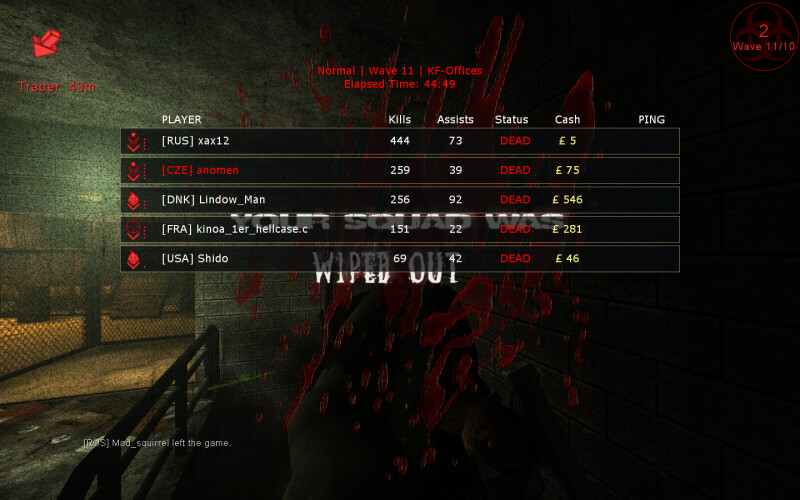 2
Wave 11/10
Normal | Wave 11 | KF-Offices
Elapsed Time: 44:49
Trader: 43m
PLAYER Kills Assists Status Cash PING
[RUS] xax12 444 73 DEAD £ 5
[CZE] anomen 259 39 DEAD £ 75
[DNK] Lindow_Man 256 92 DEAD £ 546
YOUR SQUAD WAS
[FRA] kinoa_1er_hellcase.c 151 22 DEAD £ 281
[USA] Shido 69 42 DEAD £ 46
WIPED OUT
[RUS] Mad_squirrel left the game.